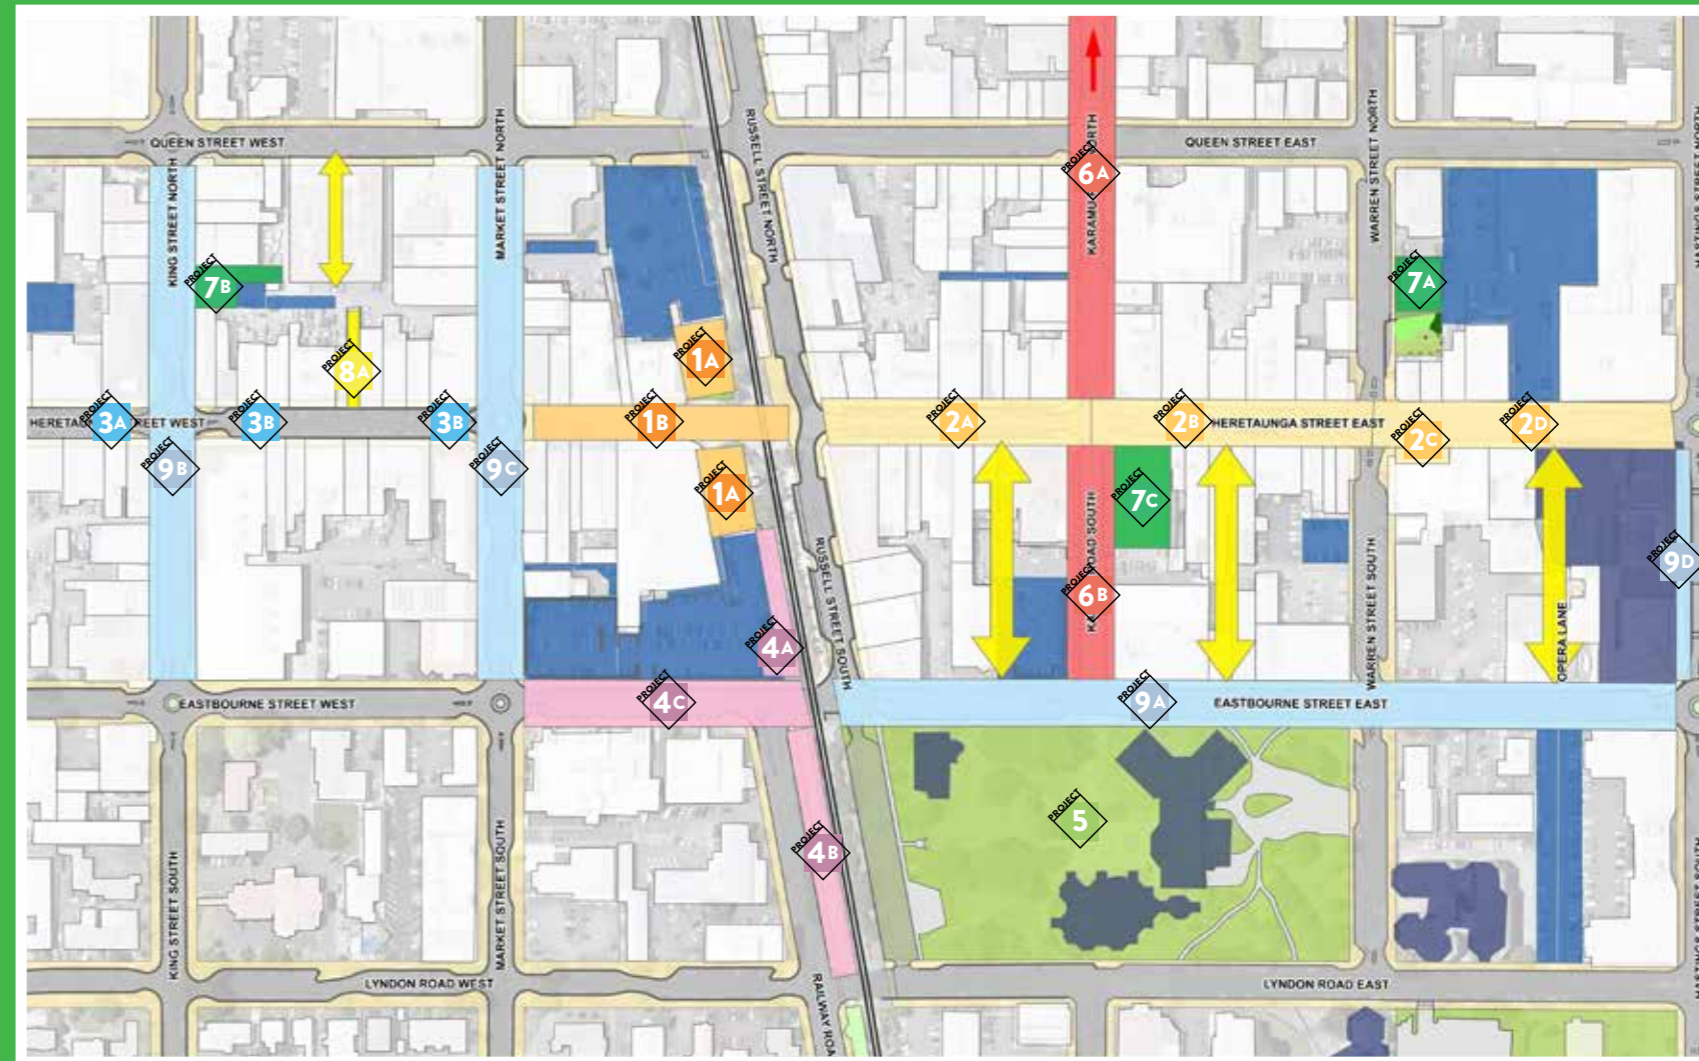 QUEEN STREET WEST
QUEEN STREET EAST
KING STREET NORTH
MARKET STREET NORTH
RUSSELL STREET NORTH
WARREN STREET NORTH
PROJECT
6A
PROJECT
7B
PROJECT
7A
PROJECT
8A
PROJECT
1A
PROJECT
3A
PROJECT
3B
PROJECT
3B
PROJECT
1B
PROJECT
2A
PROJECT
2B
HERETAUNGA STREET EAST
PROJECT
2C
PROJECT
2D
PROJECT
9B
PROJECT
9C
PROJECT
1A
PROJECT
7C
PROJECT
9D
RUSSELL STREET SOUTH
WARREN STREET SOUTH
PROJECT
6B
OPERA LANE
PROJECT
4A
EASTBOURNE STREET WEST
PROJECT
4C
PROJECT
9A
EASTBOURNE STREET EAST
PROJECT
5
PROJECT
4B
KING STREET SOUTH
MARKET STREET SOUTH
LYNDON ROAD WEST
LYNDON ROAD EAST
RAILWAY ROA